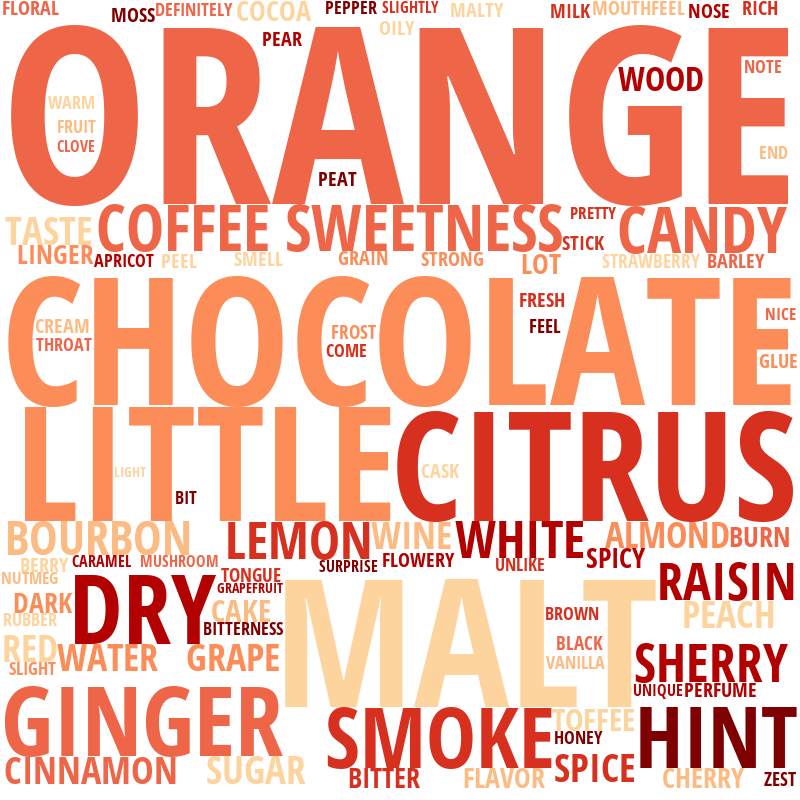 FLORAL MOSS DEFINITELY COCOA PEPPER SLIGHTLY MALTY MILK MOUTHFEEL NOSE RICH
OILY
PEAR
ORANGE
WOOD NOTE
WARM
FRUIT
CLOVE END
PEAT
TASTE COFFEE SWEETNESS PRETTY CANDY
STICK
LINGER APRICOT PEEL SMELL GRAIN STRONG LOT STRAWBERRY BARLEY
CHOCOLATE
FRESH
CREAM FROST FEEL NICE
THROAT COME GLUE
LITTLE CITRUS
LIGHT CASK
BIT
BOURBON LEMON WINE WHITE ALMOND BURN
BERRY CARAMEL MUSHROOM SURPRISE FLOWERY UNLIKE SPICY
NUTMEG TONGUE RAISIN
GRAPEFRUIT
DARK DRY CAKE MALT BROWN PEACH
RUBBER BITTERNESS
RED WATER GRAPE BLACK SHERRY
SLIGHT VANILLA
UNIQUE PERFUME
GINGER SMOKE TOFFEE HINT
HONEY
CINNAMON SUGAR BITTER FLAVOR SPICE CHERRY ZEST